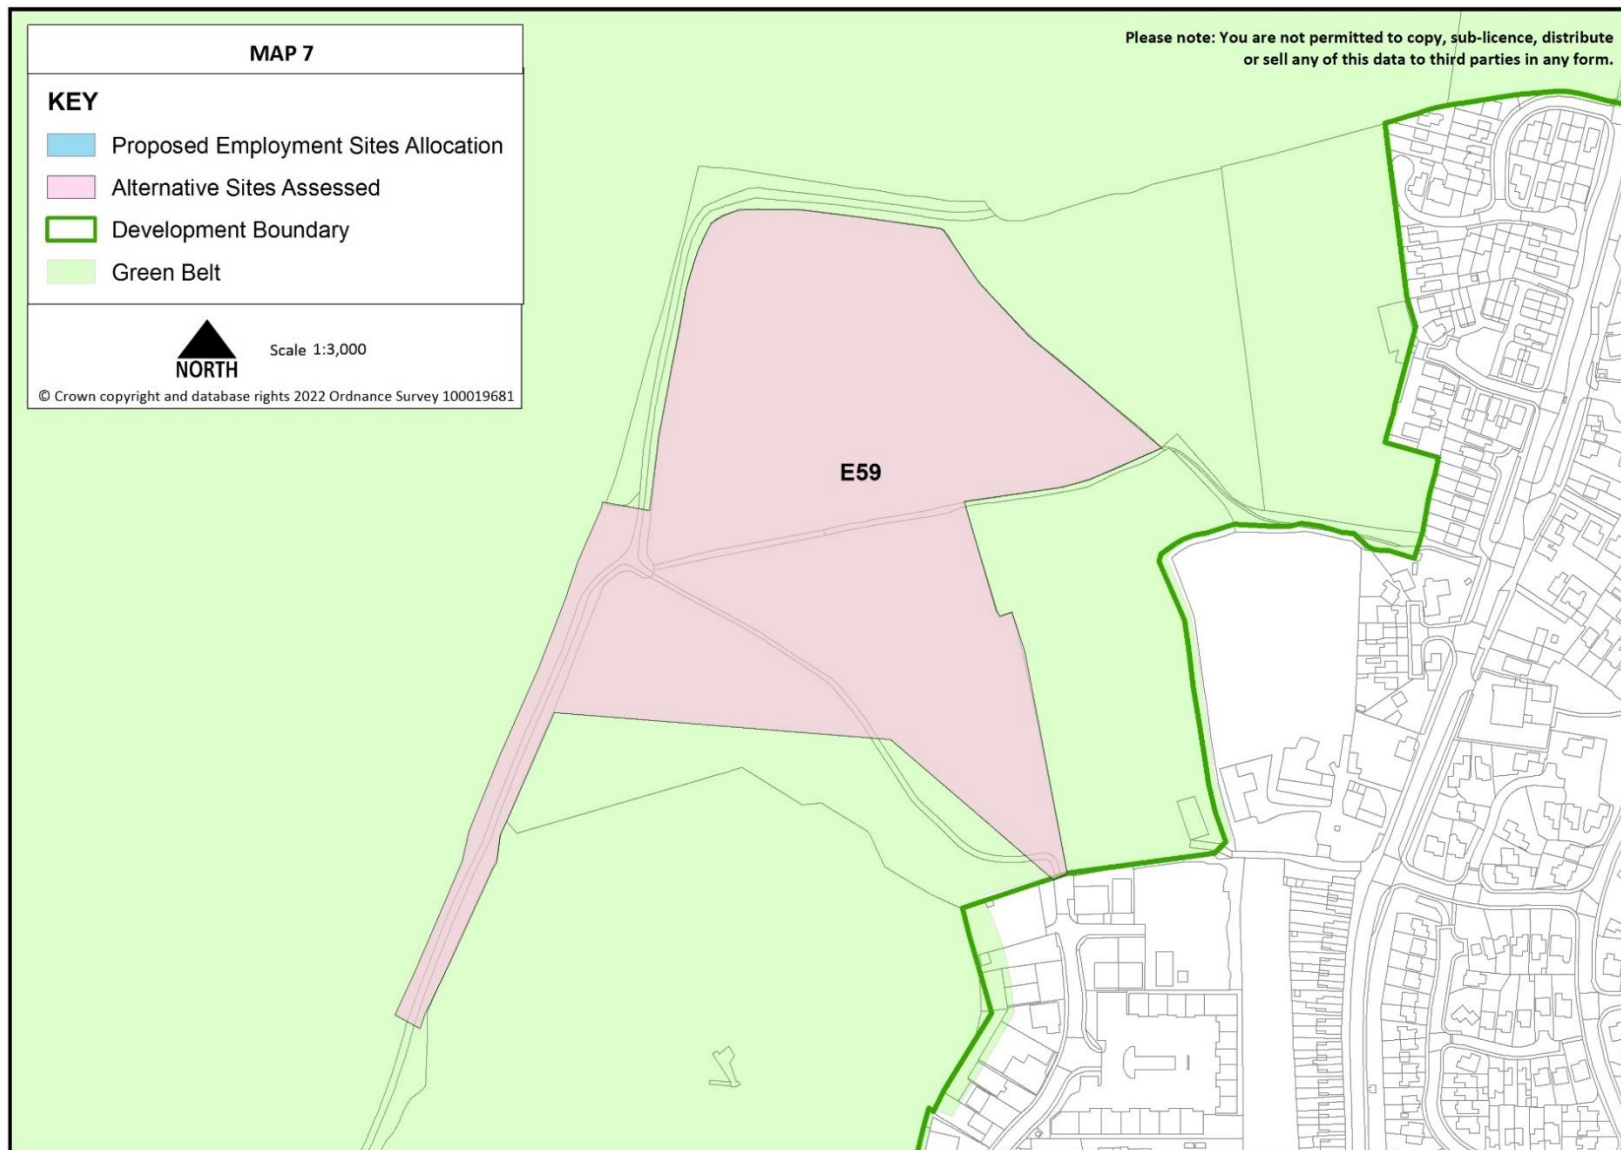 MAP 7
Please note: You are not permitted to copy, sub-licence, distribute
or sell any of this data to third parties in any form.
KEY
Proposed Employment Sites Allocation
Alternative Sites Assessed
Development Boundary
Green Belt
Scale 1:3,000
NORTH
© Crown copyright and database rights 2022 Ordnance Survey 100019681
E59